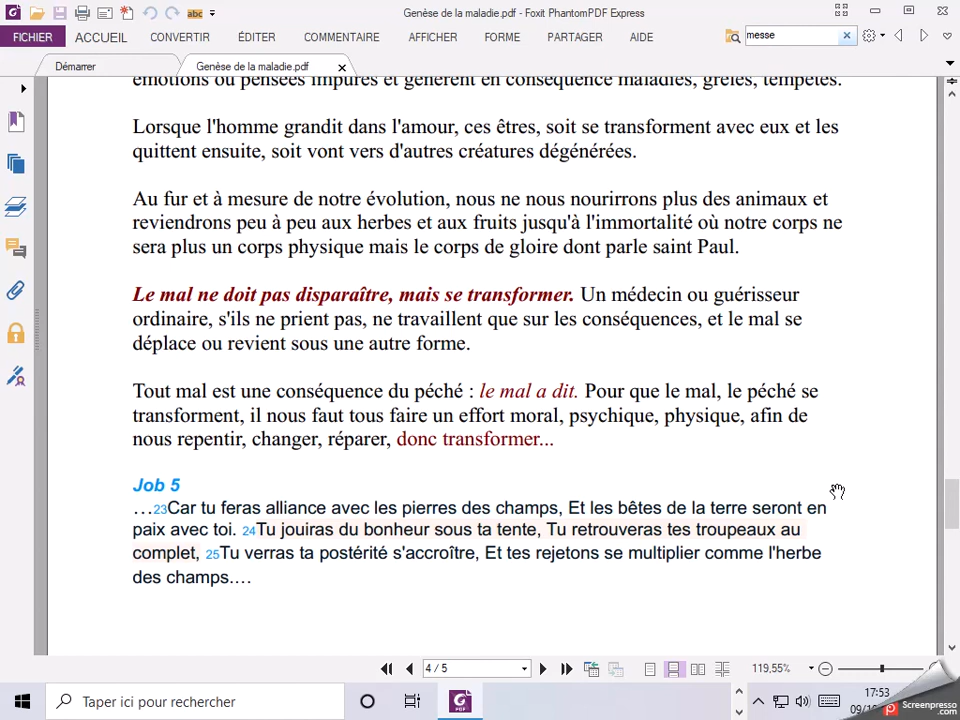 Genèse de la maladie.pdf - Foxit PhantomPDF Express
FICHIER ACCUEIL CONVERTIR ÉDITER COMMENTAIRE AFFICHER FORME PARTAGER AIDE messe
Démarrer Genèse de la maladie.pdf
émotions ou pensées impures et génèrent en conséquence maladies, grêles, tempêtes.
Lorsque l'homme grandit dans l'amour, ces êtres, soit se transforment avec eux et les
quittent ensuite, soit vont vers d'autres créatures dégénérées.
Au fur et à mesure de notre évolution, nous ne nous nourrirons plus des animaux et
reviendrons peu à peu aux herbes et aux fruits jusqu'à l'immortalité où notre corps ne
sera plus un corps physique mais le corps de gloire dont parle saint Paul.
Le mal ne doit pas disparaître, mais se transformer. Un médecin ou guérisseur
ordinaire, s'ils ne prient pas, ne travaillent que sur les conséquences, et le mal se
déplace ou revient sous une autre forme.
Tout mal est une conséquence du péché : le mal a dit. Pour que le mal, le péché se
transforment, il nous faut tous faire un effort moral, psychique, physique, afin de
nous repentir, changer, réparer, donc transformer...
Job 5
…23Car tu feras alliance avec les pierres des champs, Et les bêtes de la terre seront en
paix avec toi. 24Tu jouiras du bonheur sous ta tente, Tu retrouveras tes troupeaux au
complet, 25Tu verras ta postérité s'accroître, Et tes rejetons se multiplier comme l'herbe
des champs.…
4 / 5 119,55%
Taper ici pour rechercher
17:53
09/1
Screenpresso
.com